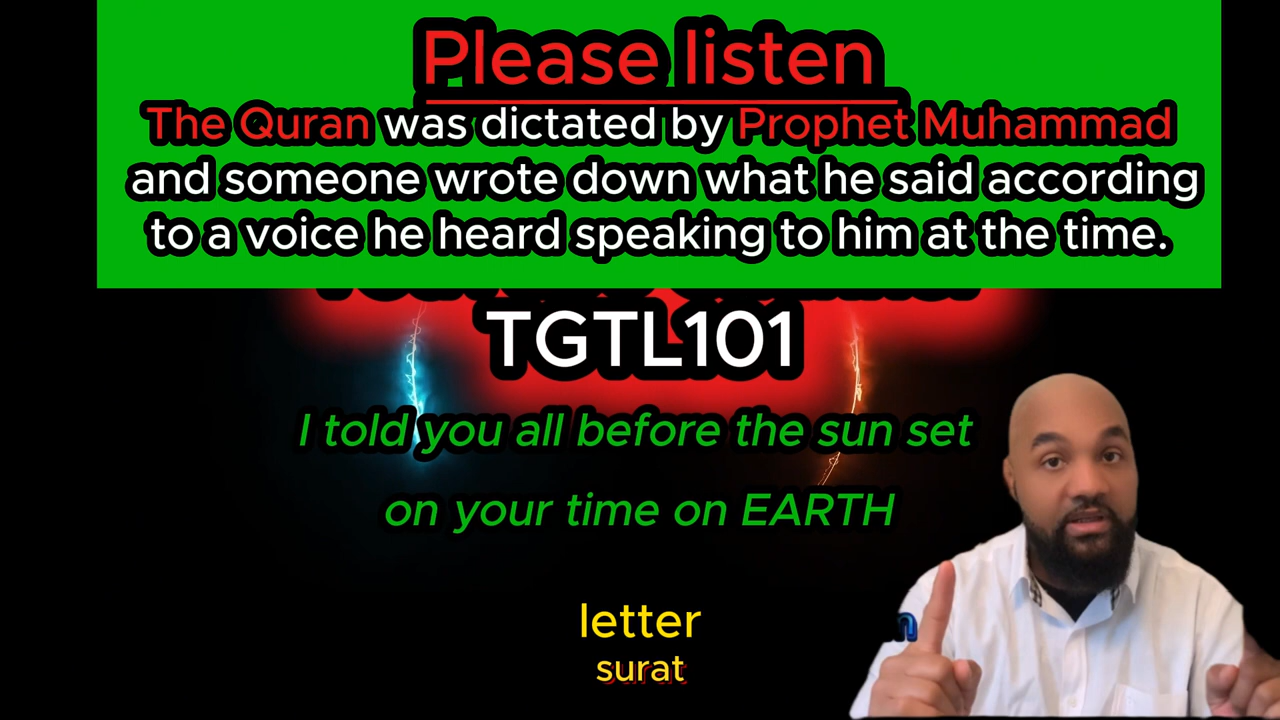 Please listen
The Quran was dictated by Prophet Muhammad
and someone wrote down what he said according
to a voice he heard speaking to him at the time.
TGTL101
I told you all before the sun set
on your time on EARTH
letter
surat